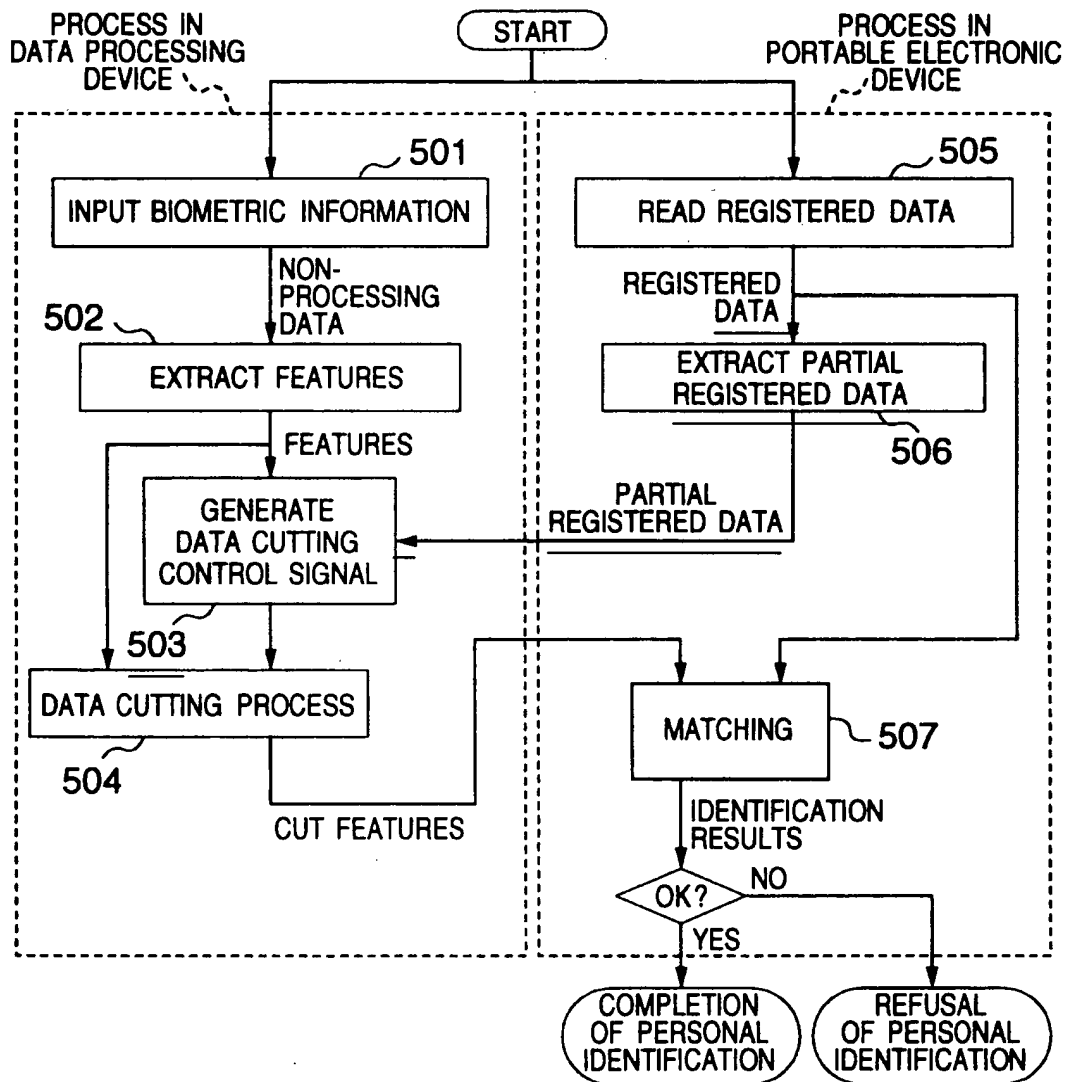 PROCESS IN
DATA PROCESSING
DEVICE
START
PROCESS IN
PORTABLE ELECTRONIC
DEVICE
501
INPUT BIOMETRIC INFORMATION
505
READ REGISTERED DATA
NON-
PROCESSING
DATA
REGISTERED
DATA
502
EXTRACT FEATURES
EXTRACT PARTIAL
REGISTERED DATA
506
FEATURES
GENERATE
DATA CUTTING
CONTROL SIGNAL
503
PARTIAL
REGISTERED DATA
DATA CUTTING PROCESS
504
CUT FEATURES
MATCHING
507
IDENTIFICATION
RESULTS
OK?
NO
YES
COMPLETION
OF PERSONAL
IDENTIFICATION
REFUSAL
OF PERSONAL
IDENTIFICATION